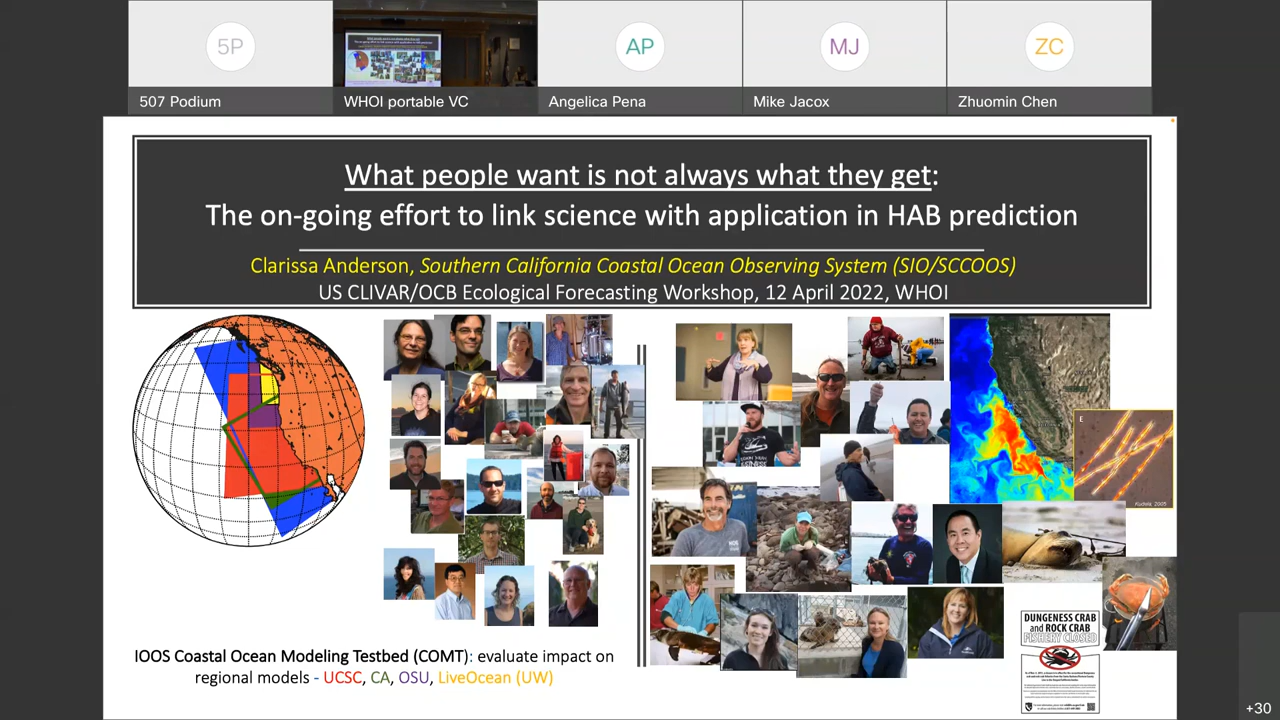 5P
AP
MJ
ZC
507 Podium
WHOI portable VC
Angelica Pena
Mike Jacox
Zhuomin Chen
What people want is not always what they get:
The on-going effort to link science with application in HAB prediction
Clarissa Anderson, Southern California Coastal Ocean Observing System (SIO/SCCOOS)
US CLIVAR/OCB Ecological Forecasting Workshop, 12 April 2022, WHOI
E
Kudela 2005
DUNGENESS CRAB
and ROCK CRAB
FISHERY CLOSED
IOOS Coastal Ocean Modeling Testbed (COMT): evaluate impact on
regional models - UCSC, CA, OSU, LiveOcean (UW)
+30